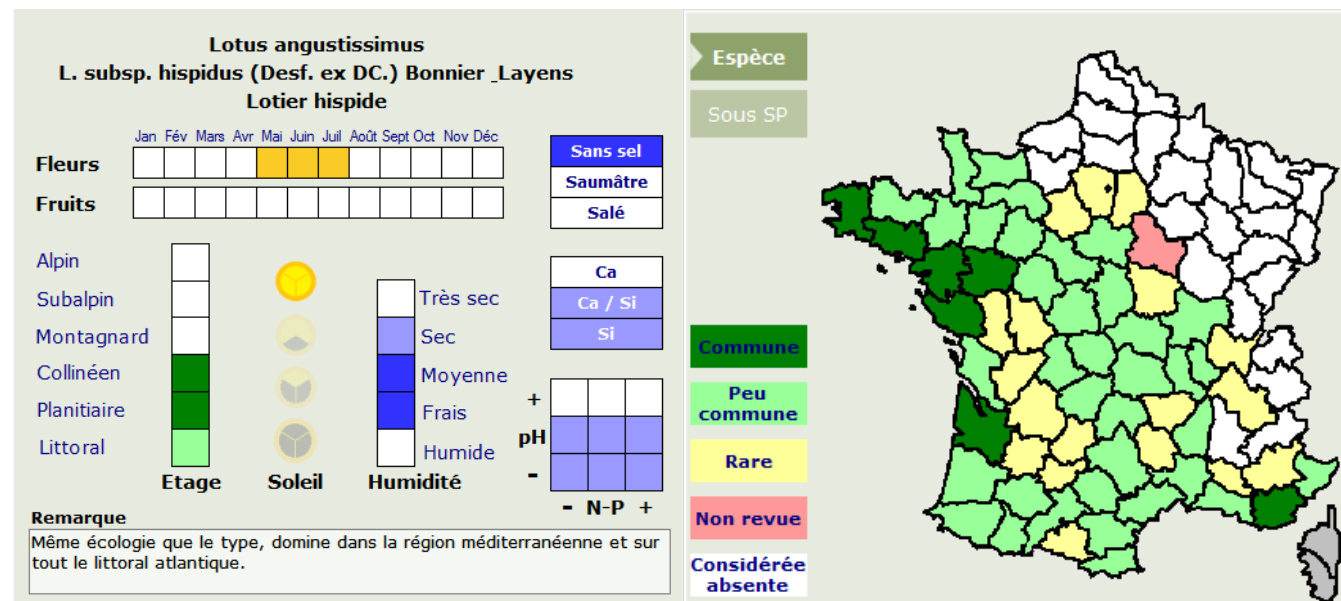 Lotus angustissimus
L. subsp. hispidus (Desf. ex DC.) Bonnier _Layens
Lotier hispide
Jan Fév Mars Avr Mai Juin Juil Août Sept Oct Nov Déc
Fleurs
Fruits
Sans sel
Saumâtre
Salé
Alpin
Subalpin
Montagnard
Collinéen
Planitiaire
Littoral
Etage
Soleil
Très sec
Sec
Moyenne
Frais
Humide
Humidité
Ca
Ca / Si
Si
+
pH
-
- N-P +
Remarque
Même écologie que le type, domine dans la région méditerranéenne et sur
tout le littoral atlantique.
Espèce
Sous SP
Commune
Peu
commune
Rare
Non revue
Considérée
absente